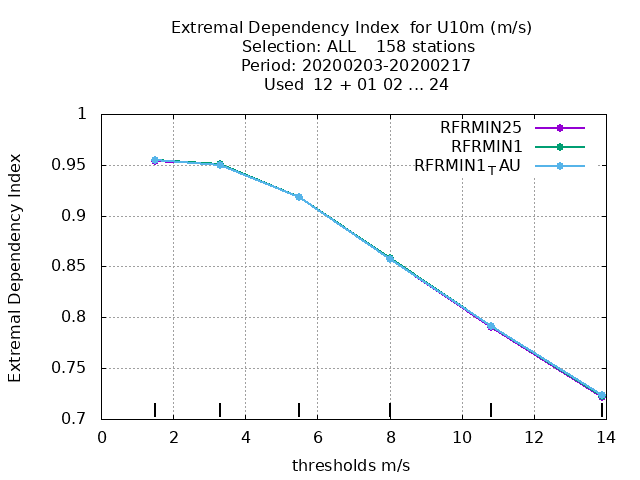 Extremal Dependency Index  for U10m (m/s)
Selection: ALL    158 stations
Period: 20200203-20200217
Used  12 + 01 02 ... 24
RFRMIN25
RFRMIN1
RFRMIN1TAU
Extremal Dependency Index
1
0.95
0.9
0.85
0.8
0.75
0.7
0 2 4 6 8 10 12 14
thresholds m/s